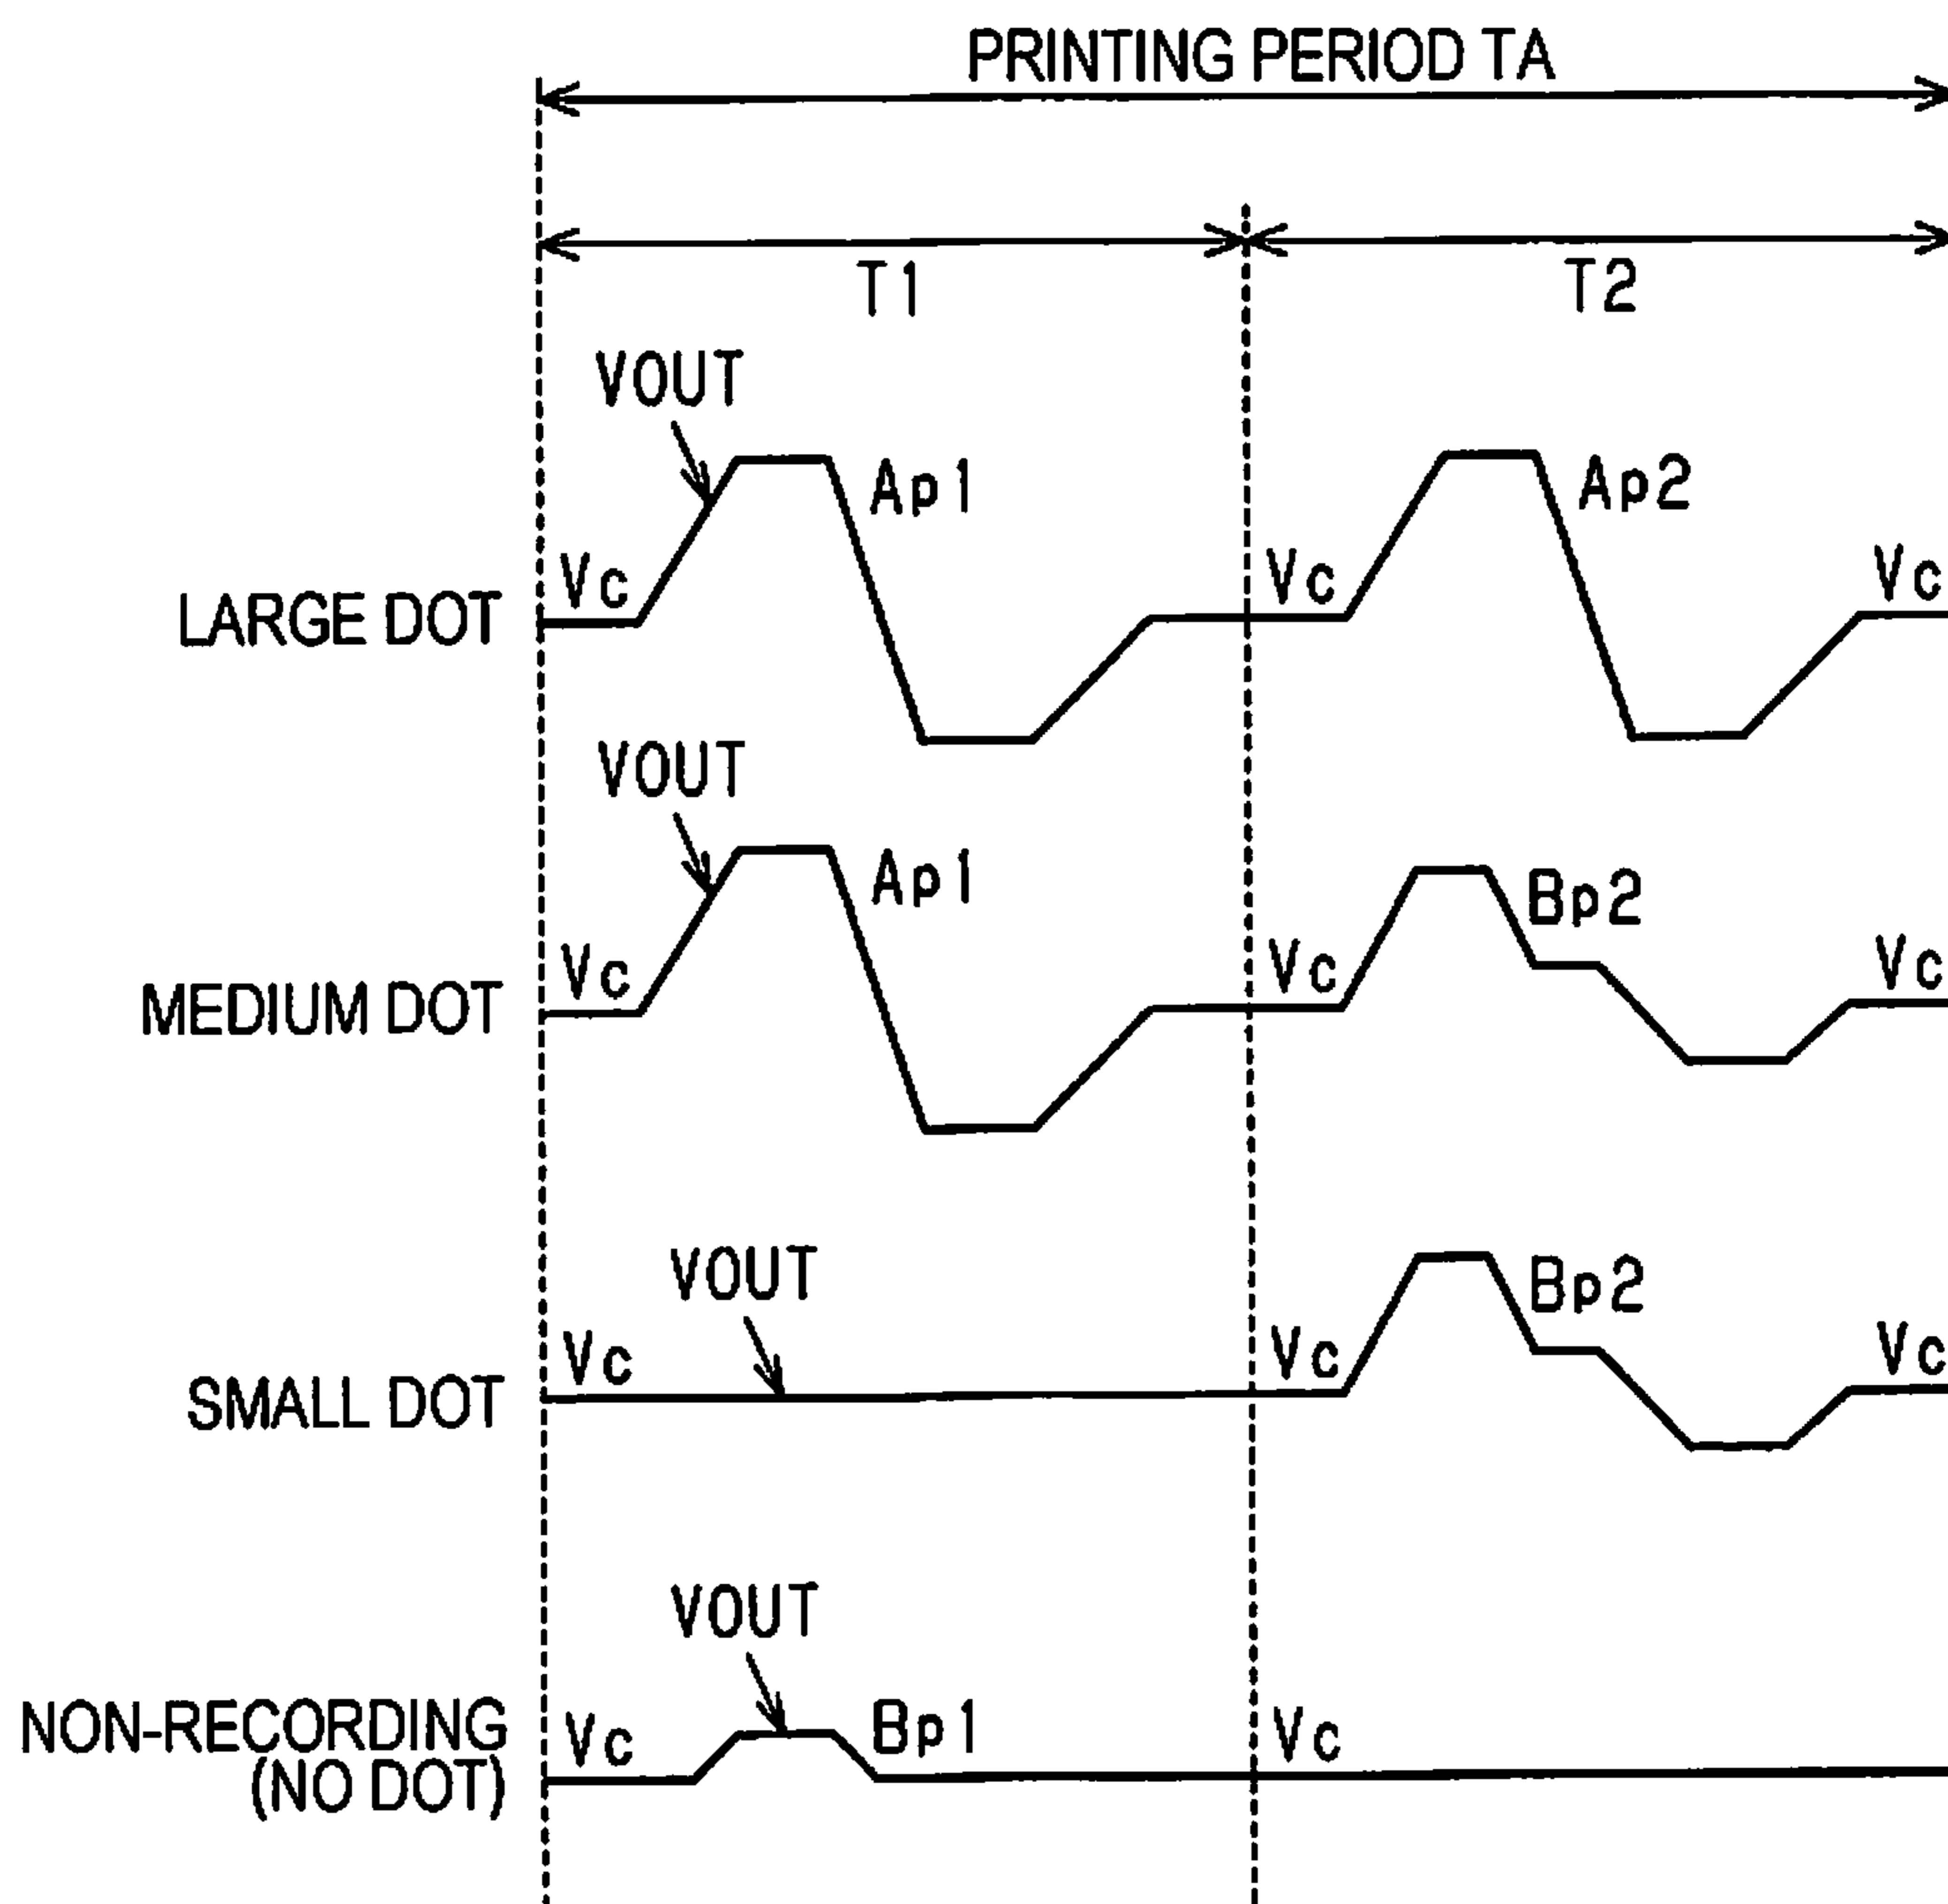 PRINTING PERIOD TA
T1
T2
VOUT
Ap1
Ap2
Vc
Vc
Vc
LARGE DOT
VOUT
Ap1
Bp2
Vc
Vc
Vc
MEDIUM DOT
VOUT
Bp2
Vc
Vc
Vc
SMALL DOT
VOUT
Bp1
Vc
Vc
NON-RECORDING
(NO DOT)